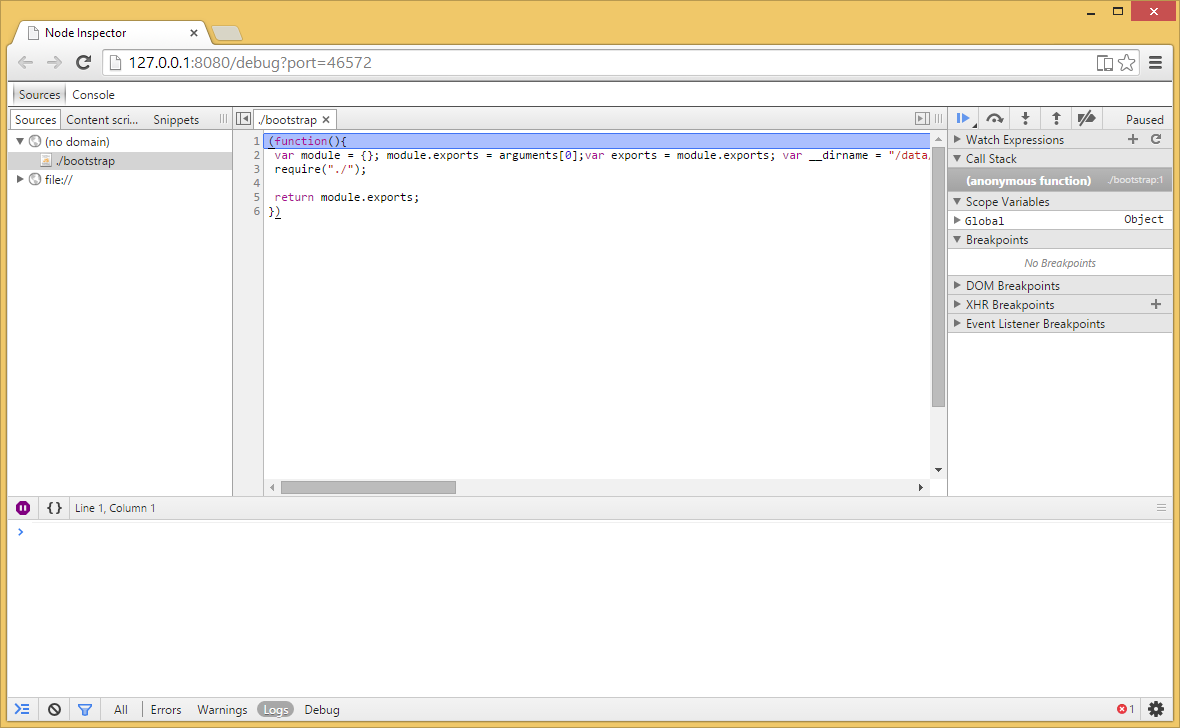 Node Inspector
127.0.0.1:8080/debug?port=46572
Sources Console
Sources Content scri... Snippets
(no domain)
./bootstrap
file://
./bootstrap
1 (function(){
2 var module = {}; module.exports = arguments[0];var exports = module.exports; var __dirname = "/data,
3 require("./");
4
5 return module.exports;
6 })
Paused
Watch Expressions
Call Stack
(anonymous function) ./bootstrap:1
Scope Variables
Global Object
Breakpoints
No Breakpoints
DOM Breakpoints
XHR Breakpoints
Event Listener Breakpoints
{ } Line 1, Column 1
All Errors Warnings Logs Debug
1